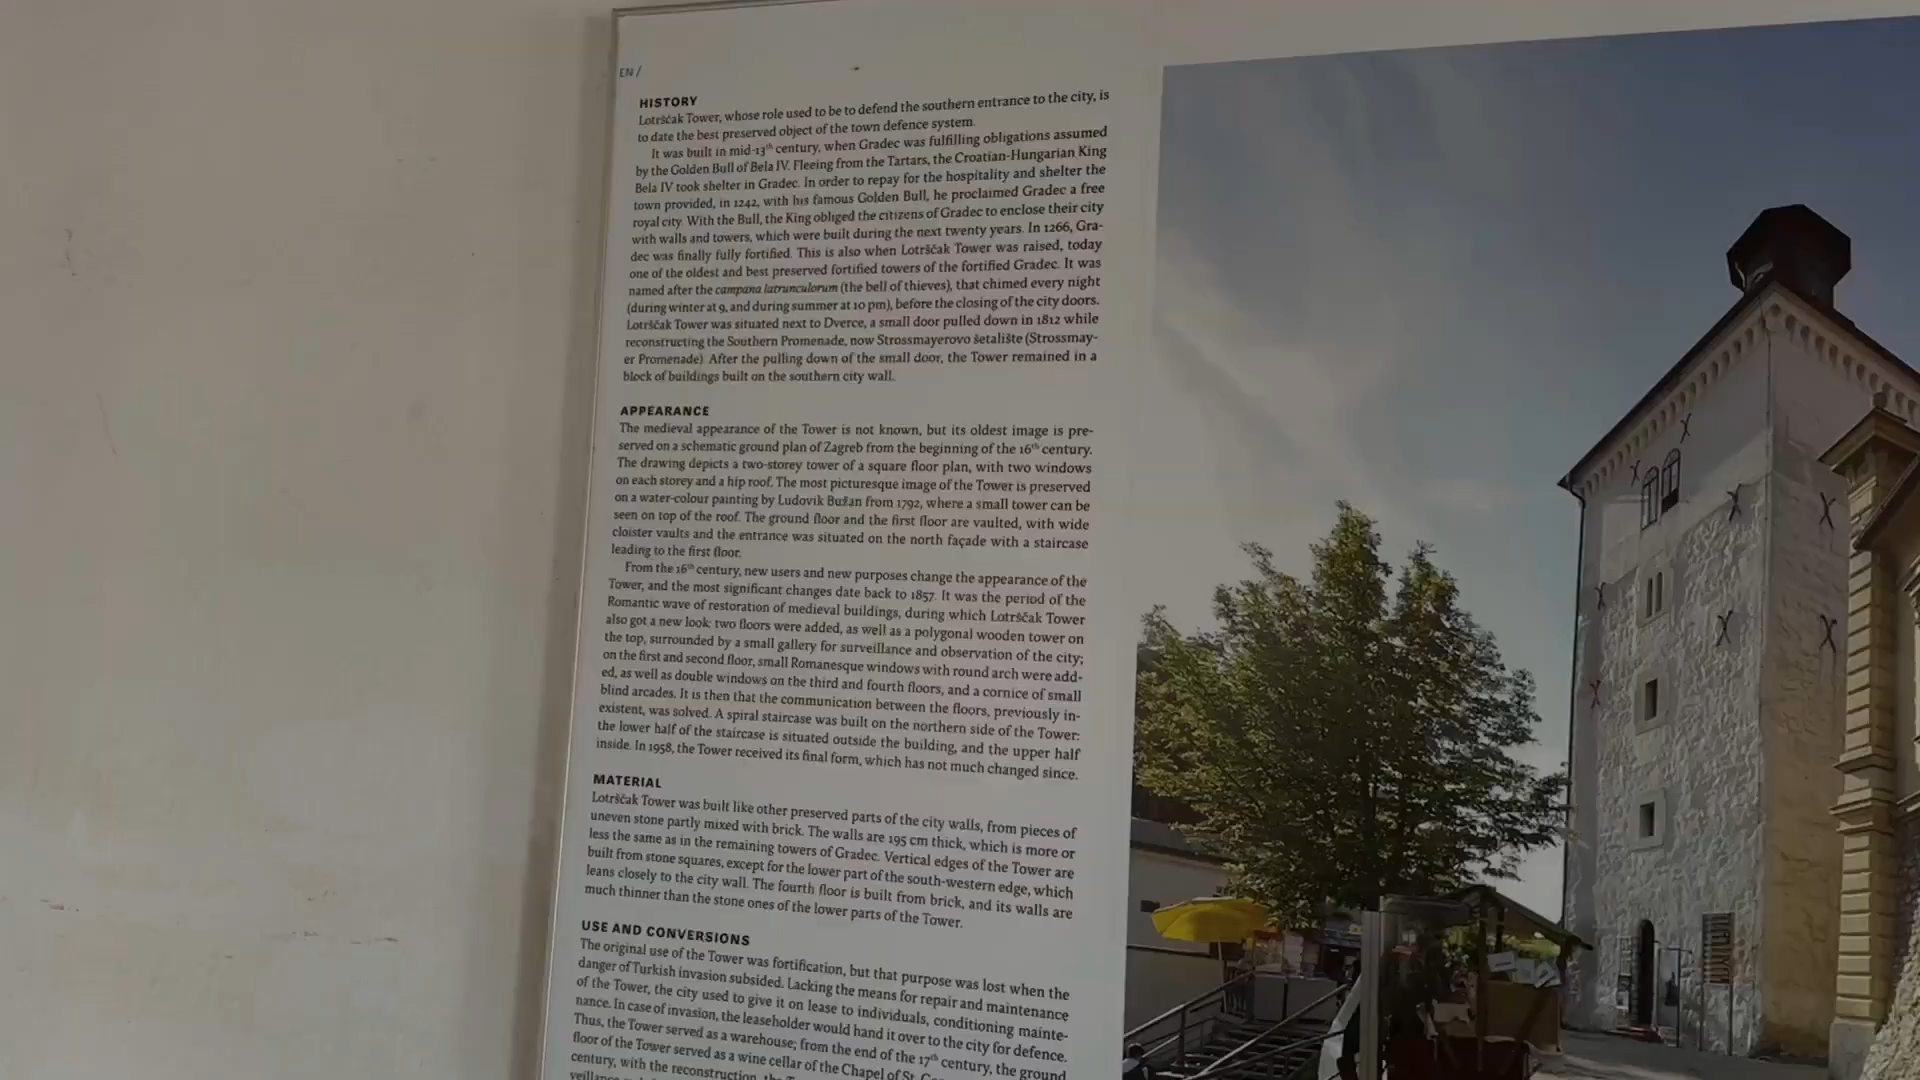 EN /
HISTORY
Lotrščak Tower, whose role used to be to defend the southern entrance to the city, is
to date the best preserved object of the town defence system.
It was built in mid-13th century, when Gradec was fulfilling obligations assumed
by the Golden Bull of Bela IV. Fleeing from the Tartars, the Croatian-Hungarian King
Bela IV took shelter in Gradec. In order to repay for the hospitality and shelter the
town provided, in 1242, with his famous Golden Bull, he proclaimed Gradec a free
royal city. With the Bull, the King obliged the citizens of Gradec to enclose their city
with walls and towers, which were built during the next twenty years. In 1266, Gra-
dec was finally fully fortified. This is also when Lotrščak Tower was raised, today
one of the oldest and best preserved fortified towers of the fortified Gradec. It was
named after the campana latrunculorum (the bell of thieves), that chimed every night
(during winter at 9, and during summer at 10 pm), before the closing of the city doors.
Lotrščak Tower was situated next to Dverce, a small door pulled down in 1812 while
reconstructing the Southern Promenade, now Strossmayerovo šetalište (Strossmay-
er Promenade). After the pulling down of the small door, the Tower remained in a
block of buildings built on the southern city wall.
APPEARANCE
The medieval appearance of the Tower is not known, but its oldest image is pre-
served on a schematic ground plan of Zagreb from the beginning of the 16th century.
The drawing depicts a two-storey tower of a square floor plan, with two windows
on each storey and a hip roof. The most picturesque image of the Tower is preserved
on a water-colour painting by Ludovik Bužan from 1792, where a small tower can be
seen on top of the roof. The ground floor and the first floor are vaulted, with wide
cloister vaults and the entrance was situated on the north façade with a staircase
leading to the first floor.
From the 16th century, new users and new purposes change the appearance of the
Tower, and the most significant changes date back to 1857. It was the period of the
Romantic wave of restoration of medieval buildings, during which Lotrščak Tower
also got a new look: two floors were added, as well as a polygonal wooden tower on
the top, surrounded by a small gallery for surveillance and observation of the city;
on the first and second floor, small Romanesque windows with round arch were add-
ed, as well as double windows on the third and fourth floors, and a cornice of small
blind arcades. It is then that the communication between the floors, previously in-
existent, was solved. A spiral staircase was built on the northern side of the Tower:
the lower half of the staircase is situated outside the building, and the upper half
inside. In 1958, the Tower received its final form, which has not much changed since.
MATERIAL
Lotrščak Tower was built like other preserved parts of the city walls, from pieces of
uneven stone partly mixed with brick. The walls are 195 cm thick, which is more or
less the same as in the remaining towers of Gradec. Vertical edges of the Tower are
built from stone squares, except for the lower part of the south-western edge, which
leans closely to the city wall. The fourth floor is built from brick, and its walls are
much thinner than the stone ones of the lower parts of the Tower.
USE AND CONVERSIONS
The original use of the Tower was fortification, but that purpose was lost when the
danger of Turkish invasion subsided. Lacking the means for repair and maintenance
of the Tower, the city used to give it on lease to individuals, conditioning mainte-
nance. In case of invasion, the leaseholder would hand it over to the city for defence.
Thus, the Tower served as a warehouse; from the end of the 17th century, the ground
floor of the Tower served as a wine cellar of the Chapel of St.
century, with the reconstruction, the